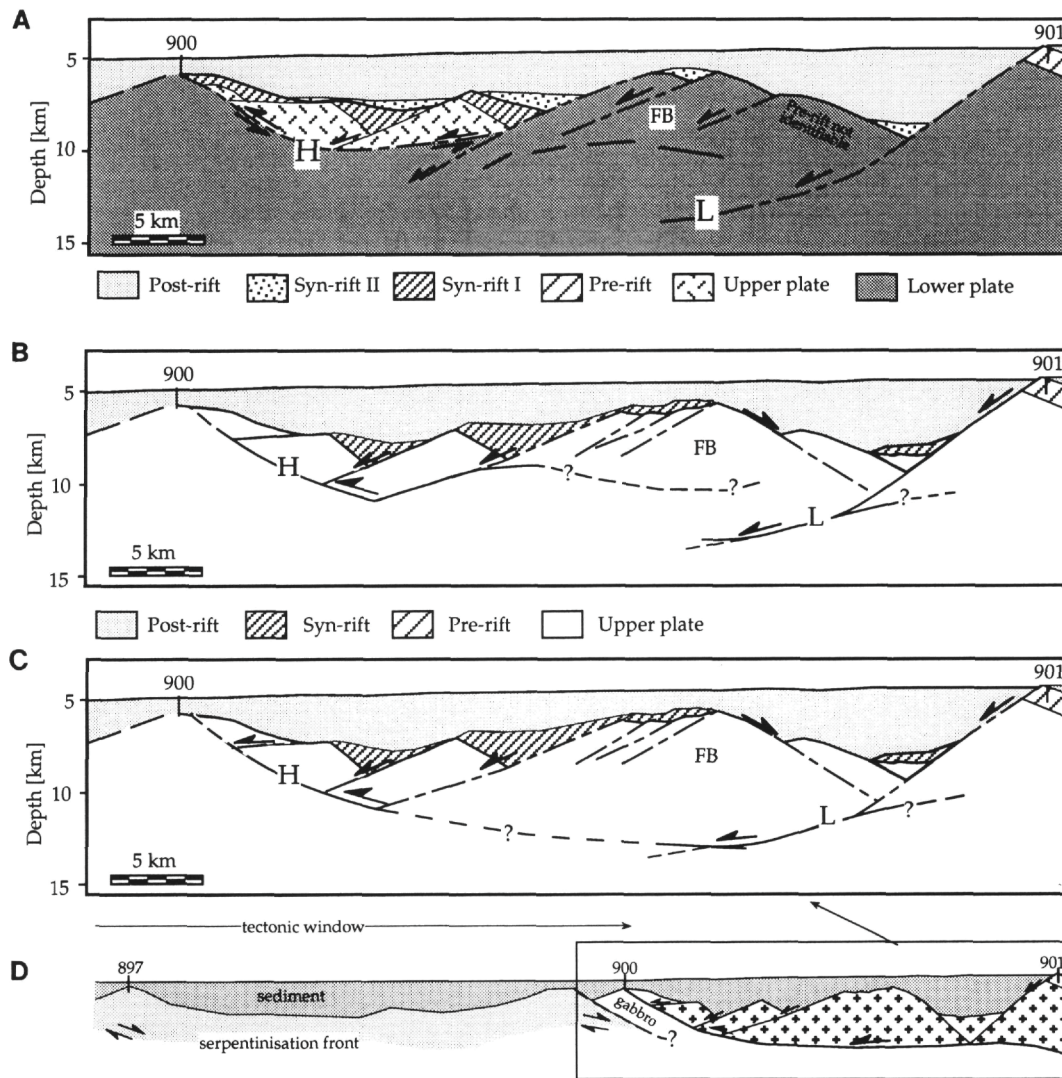 A
900
901
5
10
15
Depth [km]
H
FB
Pre-rift not
identifiable
L
5 km
Post-rift
Syn-rift II
Syn-rift I
Pre-rift
Upper plate
Lower plate
B
900
901
5
10
15
Depth [km]
H
?
?
FB
L
?
5 km
Post-rift
Syn-rift
Pre-rift
Upper plate
C
900
901
5
10
15
Depth [km]
H
?
FB
L
?
5 km
tectonic window
D
897
900
901
sediment
gabbro
?
serpentinisation front